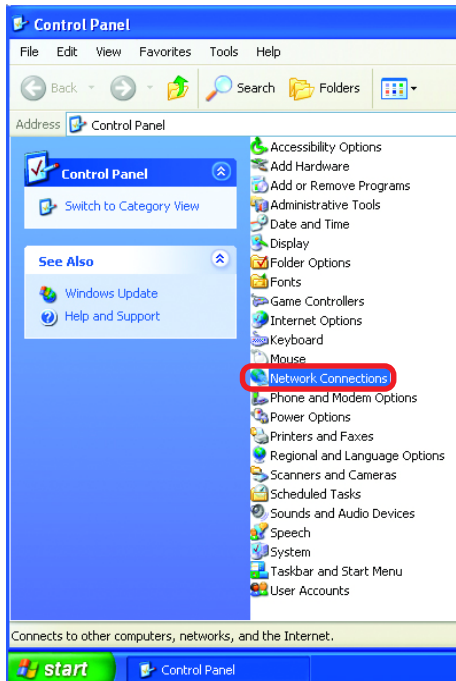 Control Panel
File Edit View Favorites Tools Help
Back Search Folders
Address Control Panel
Control Panel
Switch to Category View
See Also
Windows Update
Help and Support
Accessibility Options
Add Hardware
Add or Remove Programs
Administrative Tools
Date and Time
Display
Folder Options
Fonts
Game Controllers
Internet Options
Keyboard
Mouse
Network Connections
Phone and Modem Options
Power Options
Printers and Faxes
Regional and Language Options
Scanners and Cameras
Scheduled Tasks
Sounds and Audio Devices
Speech
System
Taskbar and Start Menu
User Accounts
Connects to other computers, networks, and the Internet.
start Control Panel